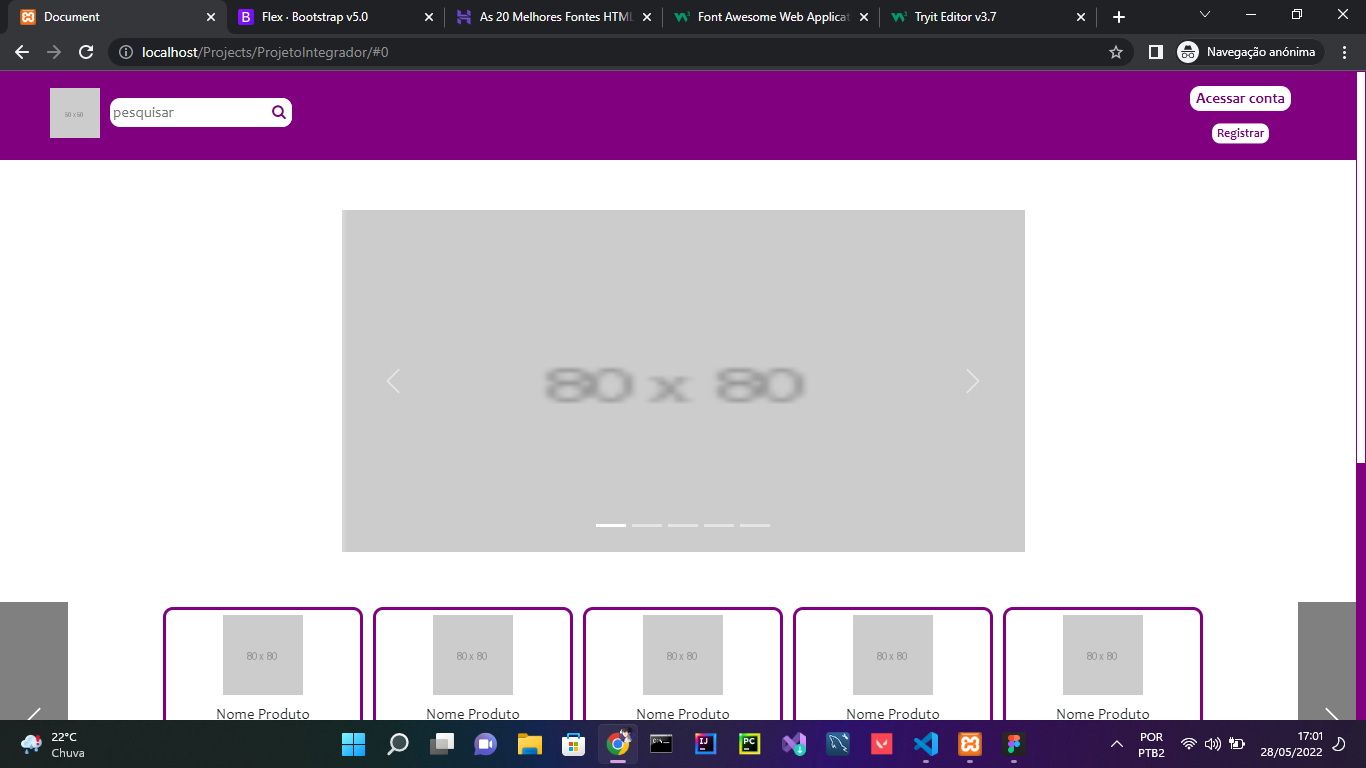 Document
Flex · Bootstrap v5.0
As 20 Melhores Fontes HTML
Font Awesome Web Applicat
Tryit Editor v3.7
localhost/Projects/ProjetoIntegrador/#0
Navegação anónima
60 x 60
pesquisar
Acessar conta
Registrar
80 x 80
80 x 80
80 x 80
80 x 80
80 x 80
80 x 80
Nome Produto
Nome Produto
Nome Produto
Nome Produto
Nome Produto
22°C
Chuva
POR
PTB2
17:01
28/05/2022